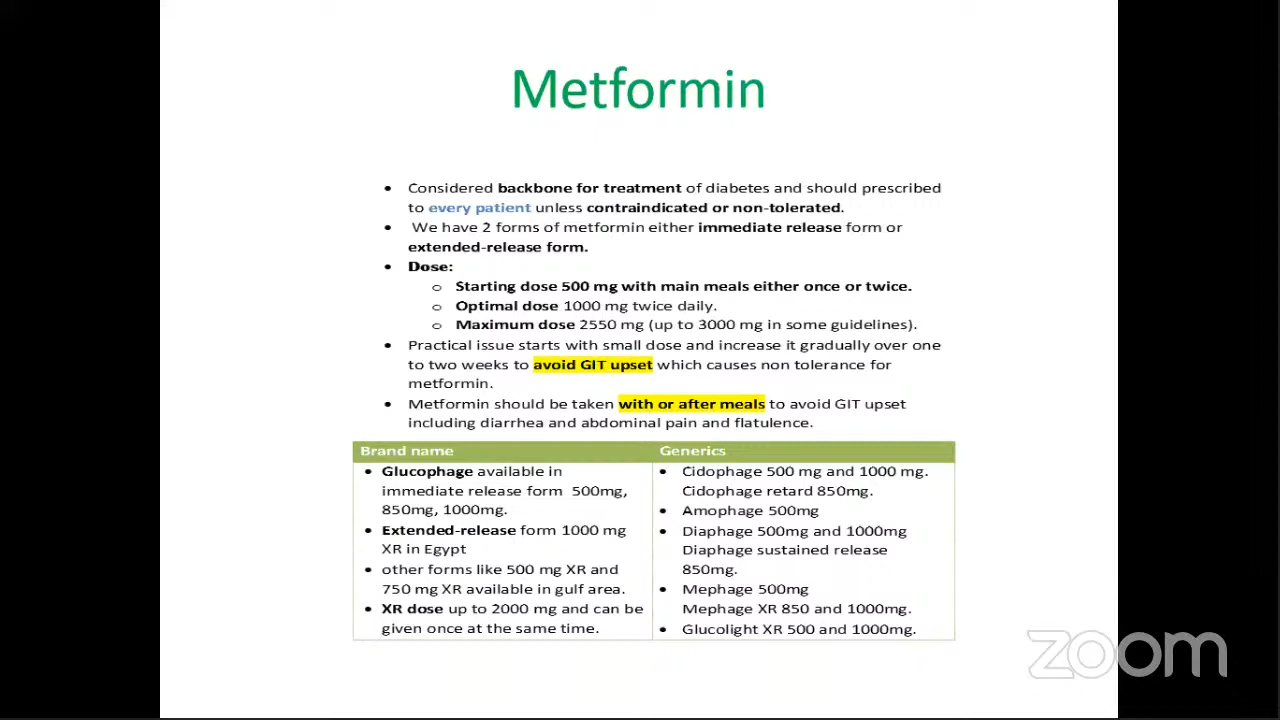 Metformin
• Considered backbone for treatment of diabetes and should prescribed
to every patient unless contraindicated or non-tolerated.
• We have 2 forms of metformin either immediate release form or
extended-release form.
• Dose:
o Starting dose 500 mg with main meals either once or twice.
o Optimal dose 1000 mg twice daily.
o Maximum dose 2550 mg (up to 3000 mg in some guidelines).
• Practical issue starts with small dose and increase it gradually over one
to two weeks to avoid GIT upset which causes non tolerance for
metformin.
• Metformin should be taken with or after meals to avoid GIT upset
including diarrhea and abdominal pain and flatulence.
Brand name
• Glucophage available in
immediate release form 500mg,
850mg, 1000mg.
• Extended-release form 1000 mg
XR in Egypt
• other forms like 500 mg XR and
750 mg XR available in gulf area.
• XR dose up to 2000 mg and can be
given once at the same time.
Generics
• Cidophage 500 mg and 1000 mg.
Cidophage retard 850mg.
• Amophage 500mg
• Diaphage 500mg and 1000mg
Diaphage sustained release
850mg.
• Mephage 500mg
Mephage XR 850 and 1000mg.
• Glucolight XR 500 and 1000mg.
zoom